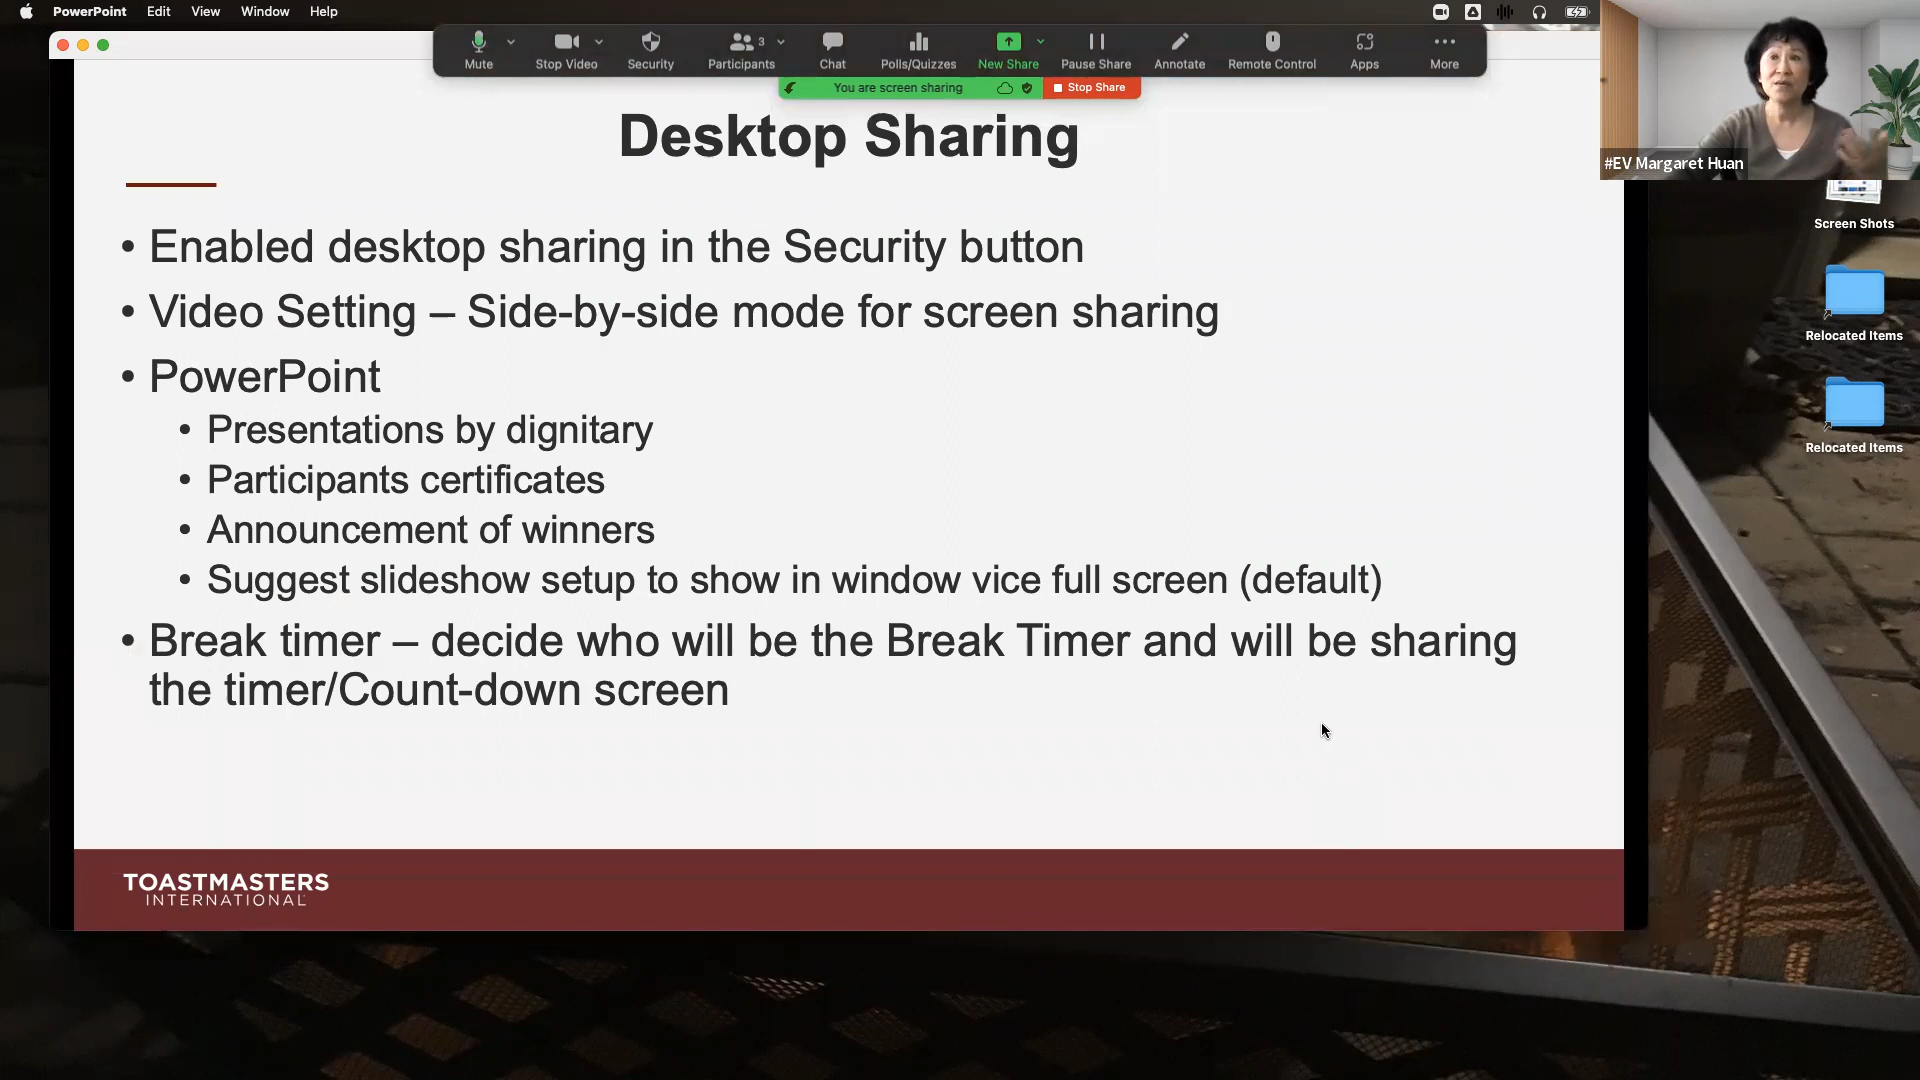 PowerPoint Edit View Window Help
Mute Stop Video Security Participants 3 Chat Polls/Quizzes New Share Pause Share Annotate Remote Control Apps More
You are screen sharing Stop Share
#EV Margaret Huan
Desktop Sharing
• Enabled desktop sharing in the Security button
• Video Setting – Side-by-side mode for screen sharing
• PowerPoint
• Presentations by dignitary
• Participants certificates
• Announcement of winners
• Suggest slideshow setup to show in window vice full screen (default)
• Break timer – decide who will be the Break Timer and will be sharing
the timer/Count-down screen
TOASTMASTERS
INTERNATIONAL
Screen Shots
Relocated Items
Relocated Items